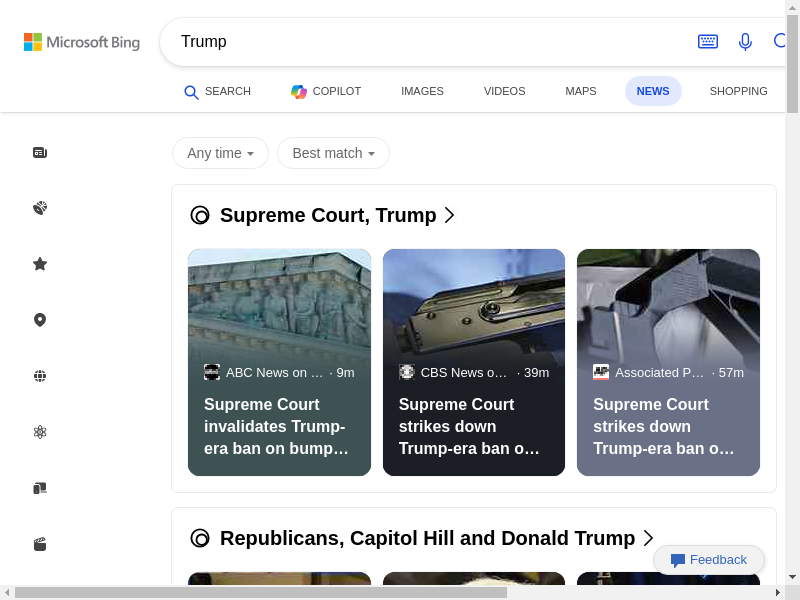 Microsoft Bing
Trump
SEARCH
COPILOT
IMAGES
VIDEOS
MAPS
NEWS
SHOPPING
Any time
Best match
Supreme Court, Trump
ABC News on … · 9m
Supreme Court
invalidates Trump-
era ban on bump…
CBS News o… · 39m
Supreme Court
strikes down
Trump-era ban o…
Associated P… · 57m
Supreme Court
strikes down
Trump-era ban o…
Republicans, Capitol Hill and Donald Trump
Feedback